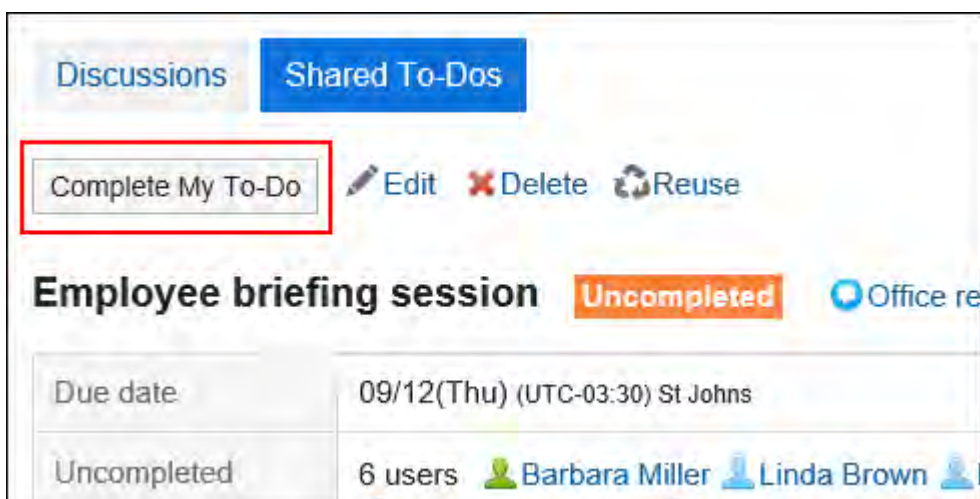 Discussions Shared To-Dos
Complete My To-Do Edit Delete Reuse
Employee briefing session Uncompleted Office re
Due date 09/12(Thu) (UTC-03:30) St Johns
Uncompleted 6 users Barbara Miller Linda Brown